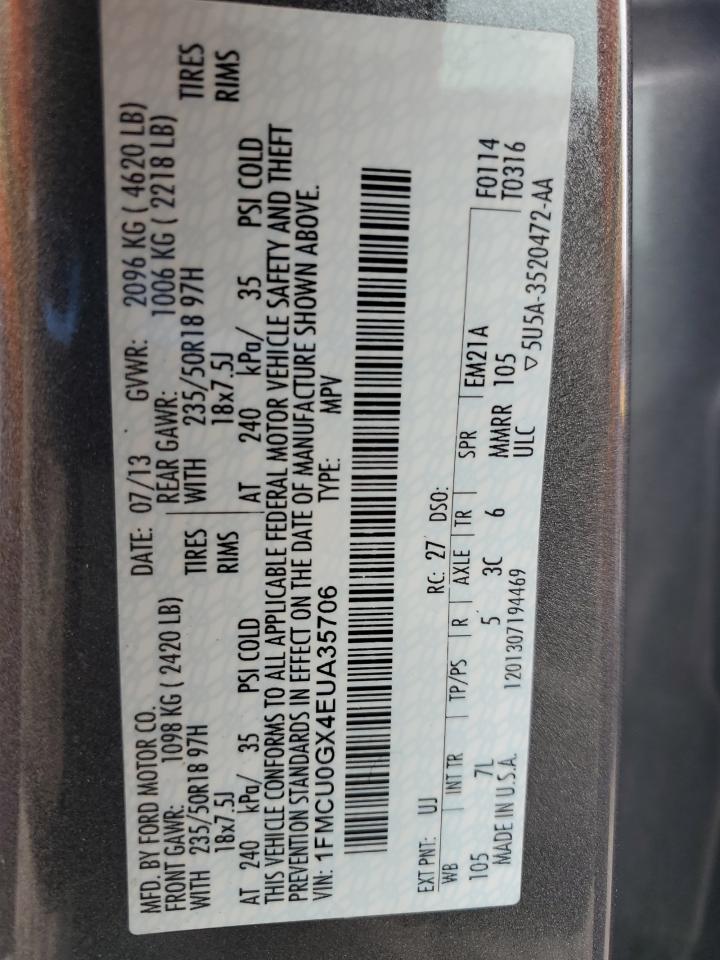 MFD. BY FORD MOTOR CO. DATE: 07/13 GVWR: 2096 KG ( 4620 LB)
FRONT GAWR: 1098 KG ( 2420 LB) REAR GAWR: 1006 KG ( 2218 LB)
WITH 235/50R18 97H TIRES WITH 235/50R18 97H TIRES
18x7.5J RIMS 18x7.5J RIMS
AT 240 kPa/ 35 PSI COLD AT 240 kPa/ 35 PSI COLD
THIS VEHICLE CONFORMS TO ALL APPLICABLE FEDERAL MOTOR VEHICLE SAFETY AND THEFT
PREVENTION STANDARDS IN EFFECT ON THE DATE OF MANUFACTURE SHOWN ABOVE.
VIN: 1FMCU0GX4EUA35706 TYPE: MPV
EXT PNT: UJ RC: 27 DSO:
WB INT TR TP/PS R AXLE TR SPR EM21A F0114
105 7L 5 3C 6 MMRR 105 T0316
MADE IN U.S.A. 1201307194469 ULC ▽5U5A-3520472-AA